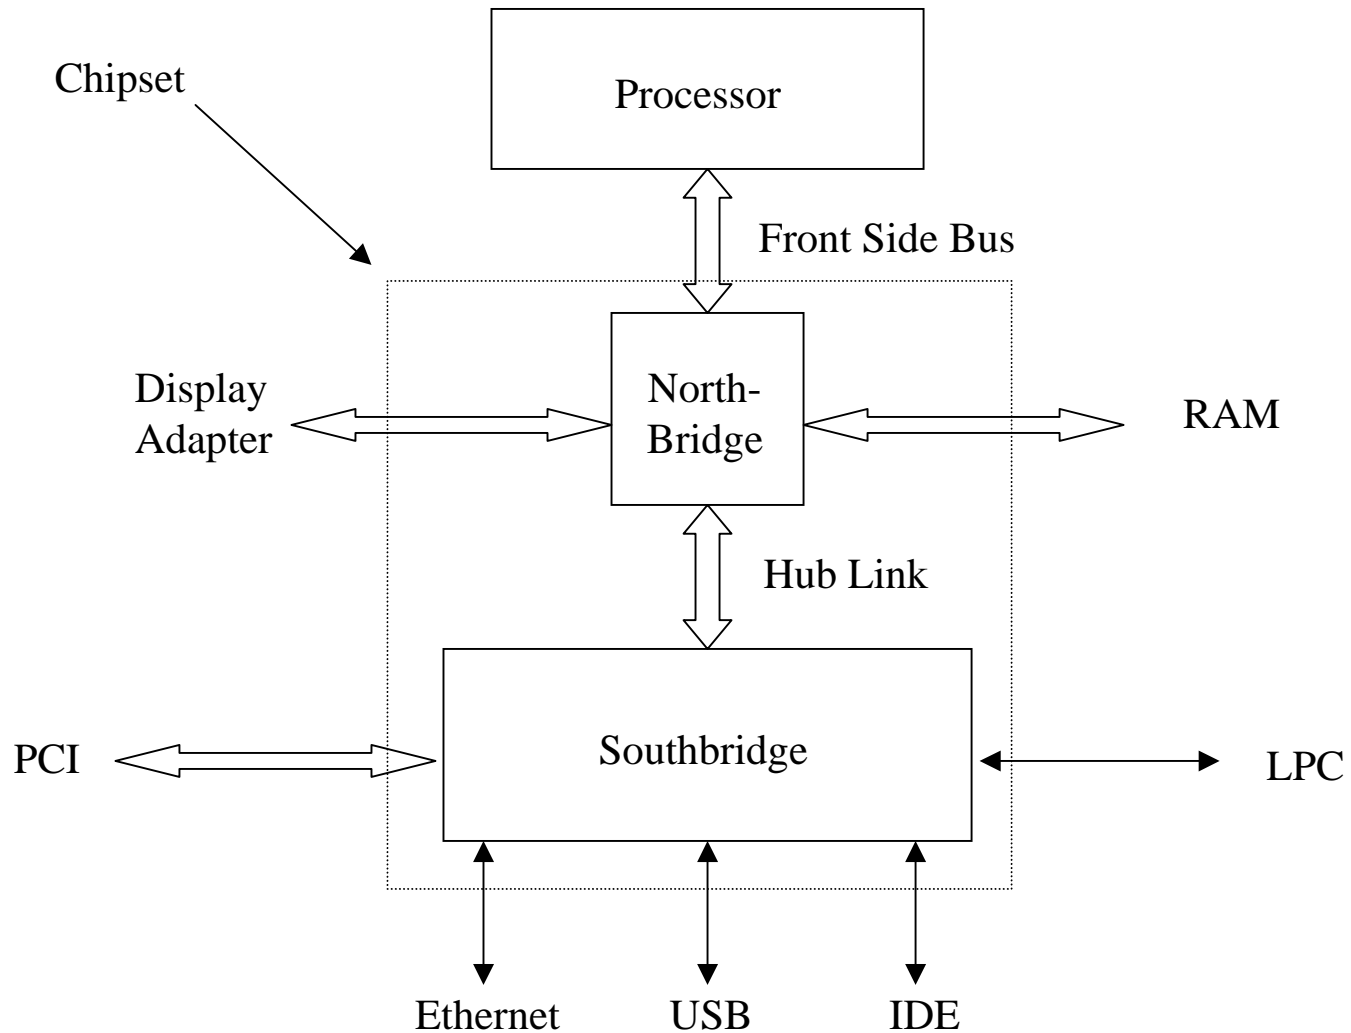 Chipset
Processor
Front Side Bus
Display
Adapter
North-
Bridge
RAM
Hub Link
PCI
Southbridge
LPC
Ethernet
USB
IDE